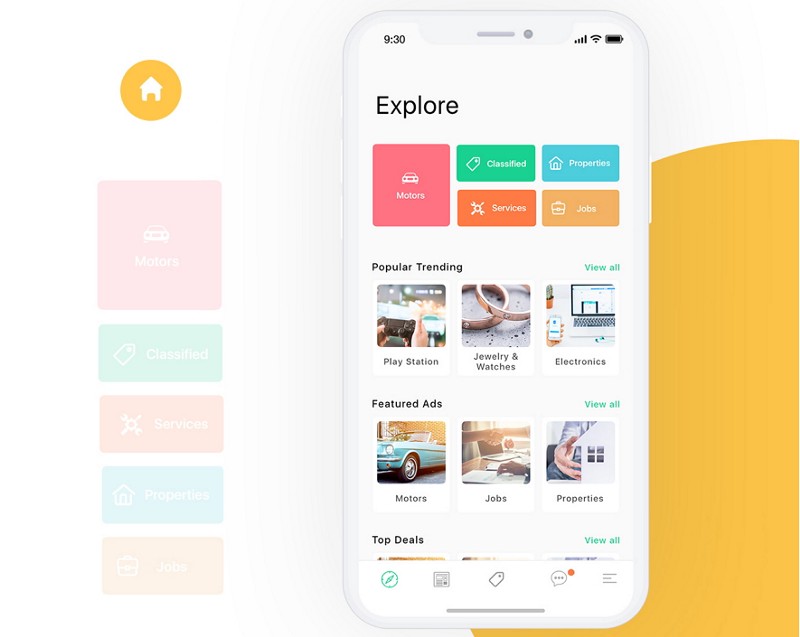 9:30
Explore
Motors
Classified
Properties
Services
Jobs
Popular Trending
View all
Play Station
Jewelry &
Watches
Electronics
Featured Ads
View all
Motors
Jobs
Properties
Top Deals
View all
Motors
Classified
Services
Properties
Jobs